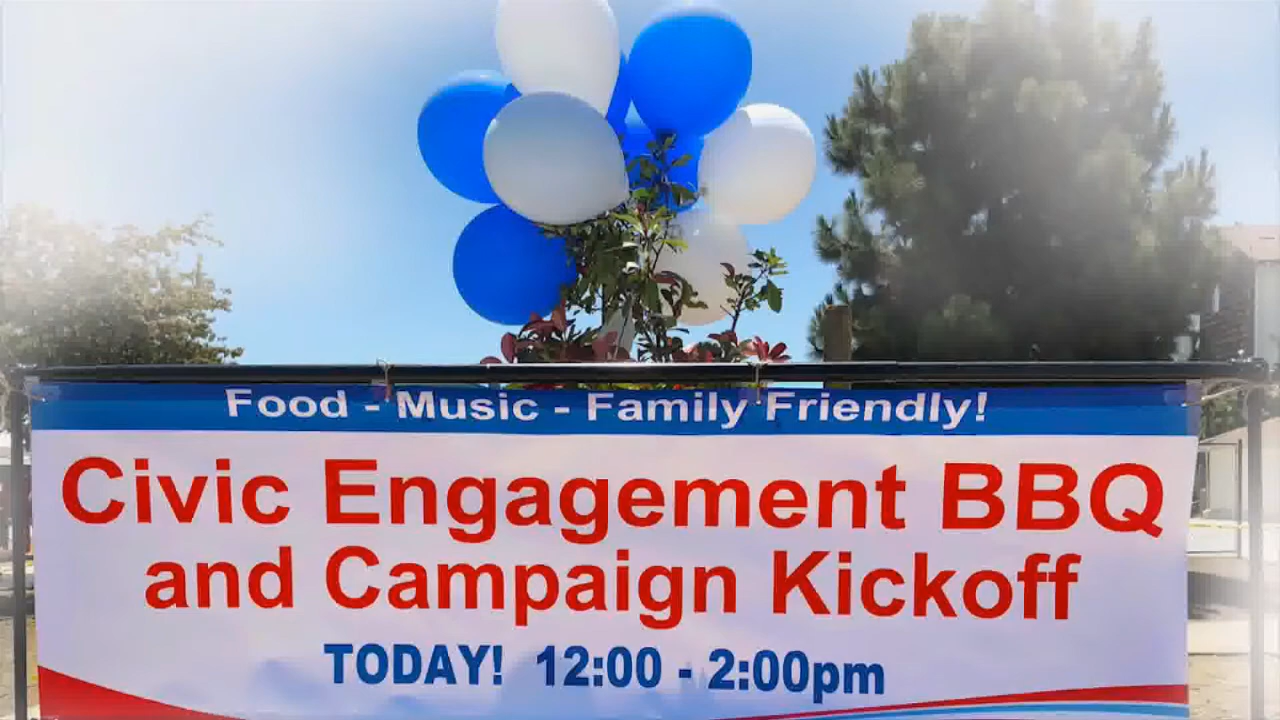 Food - Music - Family Friendly!
Civic Engagement BBQ
and Campaign Kickoff
TODAY! 12:00 - 2:00pm